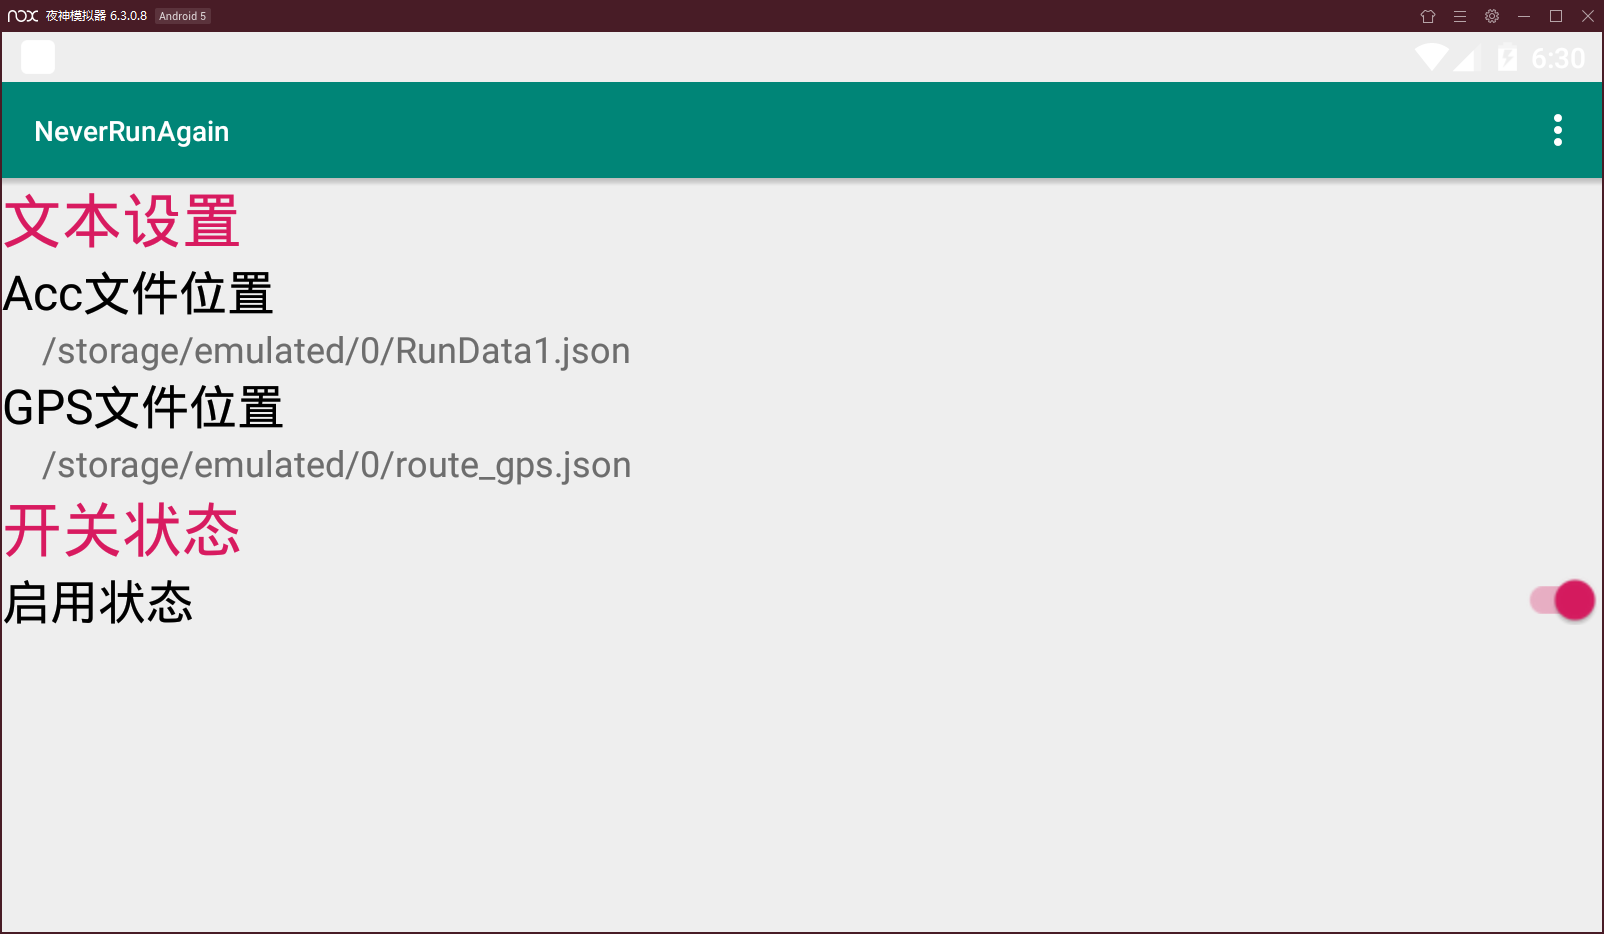 nox 夜神模拟器 6.3.0.8 Android 5
6:30
NeverRunAgain
文本设置
Acc文件位置
/storage/emulated/0/RunData1.json
GPS文件位置
/storage/emulated/0/route_gps.json
开关状态
启用状态